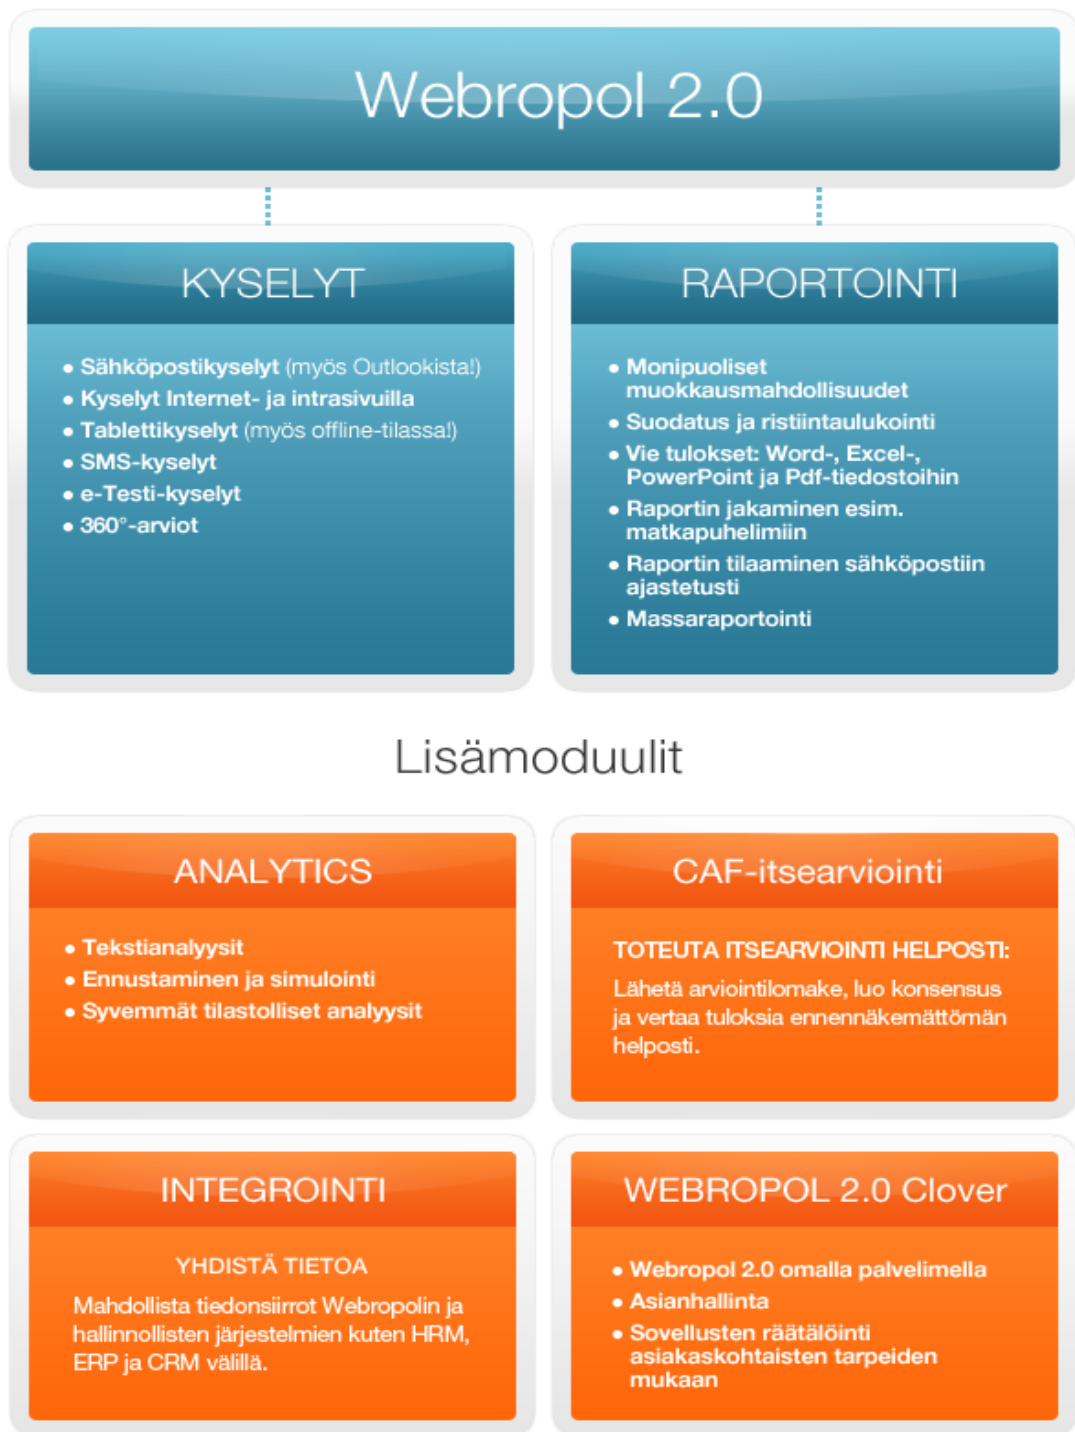 Webropol 2.0
KYSELYT
• Sähköpostikyselyt (myös Outlookista!)
• Kyselyt Internet- ja intrasivuilla
• Tablettikyselyt (myös offline-tilassa!)
• SMS-kyselyt
• e-Testi-kyselyt
• 360°-arviot
RAPORTOINTI
• Monipuoliset
muokkausmahdollisuudet
• Suodatus ja ristiintaulukointi
• Vie tulokset: Word-, Excel-,
PowerPoint ja Pdf-tiedostoihin
• Raportin jakaminen esim.
matkapuhelimiin
• Raportin tilaaminen sähköpostiin
ajastetusti
• Massaraportointi
Lisämoduulit
ANALYTICS
• Tekstianalyysit
• Ennustaminen ja simulointi
• Syvemmät tilastolliset analyysit
CAF-itsearviointi
TOTEUTA ITSEARVIOINTI HELPOSTI:
Lähetä arviointilomake, luo konsensus
ja vertaa tuloksia ennennäkemättömän
helposti.
INTEGROINTI
YHDISTÄ TIETOA
Mahdollista tiedonsiirrot Webropolin ja
hallinnollisten järjestelmien kuten HRM,
ERP ja CRM välillä.
WEBROPOL 2.0 Clover
• Webropol 2.0 omalla palvelimella
• Asianhallinta
• Sovellusten räätälöinti
asiakaskohtaisten tarpeiden
mukaan